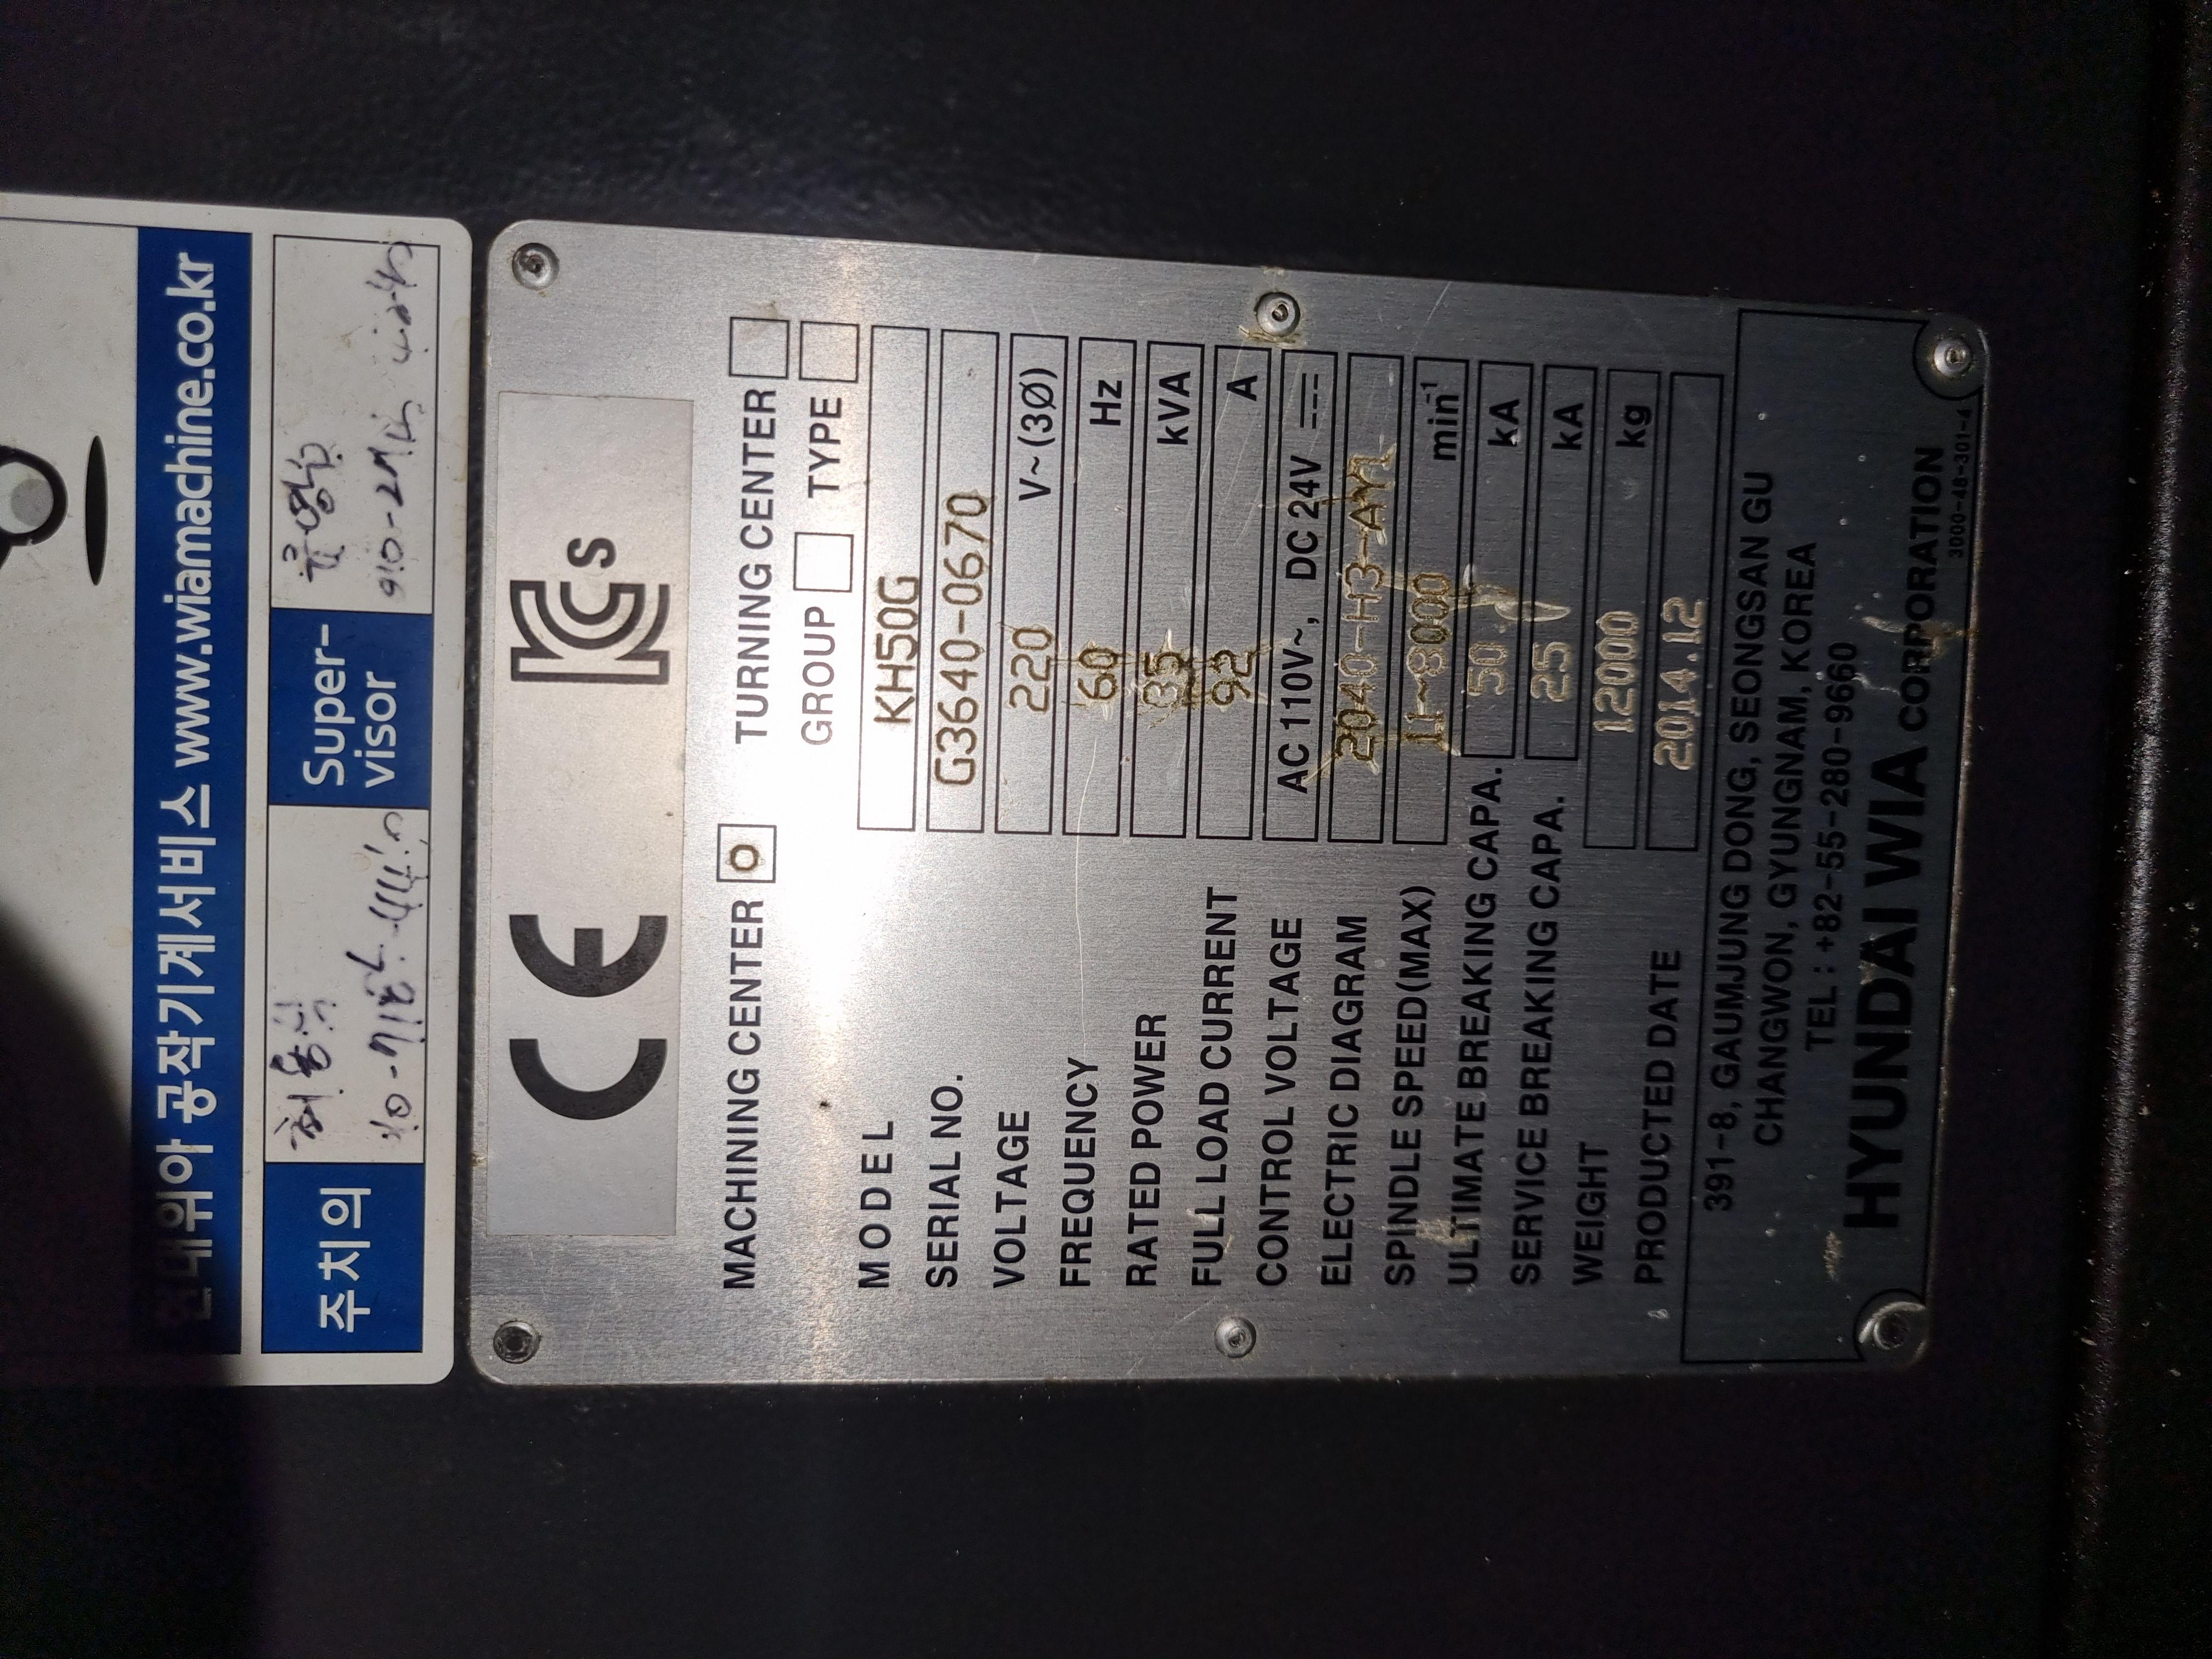 현대위아 공작기계서비스 www.viamachine.co.kr
주치의
Super-
visor
CE
KCs
MACHINING CENTER O TURNING CENTER
GROUP TYPE
MODEL KH50G
SERIAL NO. G3640-0670
VOLTAGE 220 V~(3Ø)
FREQUENCY 60 Hz
RATED POWER 35 kVA
FULL LOAD CURRENT 92 A
CONTROL VOLTAGE AC 110V~, DC 24V ⎓
ELECTRIC DIAGRAM 2040-H3-
SPINDLE SPEED(MAX) 11~8000 min-1
ULTIMATE BREAKING CAPA. 50 kA
SERVICE BREAKING CAPA. 25 kA
WEIGHT 12000 kg
PRODUCTED DATE 2014.12
391-8, GAUMJUNG DONG, SEONGSAN GU
CHANGWON, GYUNGNAM, KOREA
TEL : +82-55-280-9660
HYUNDAI WIA CORPORATION
3000-48-301-4